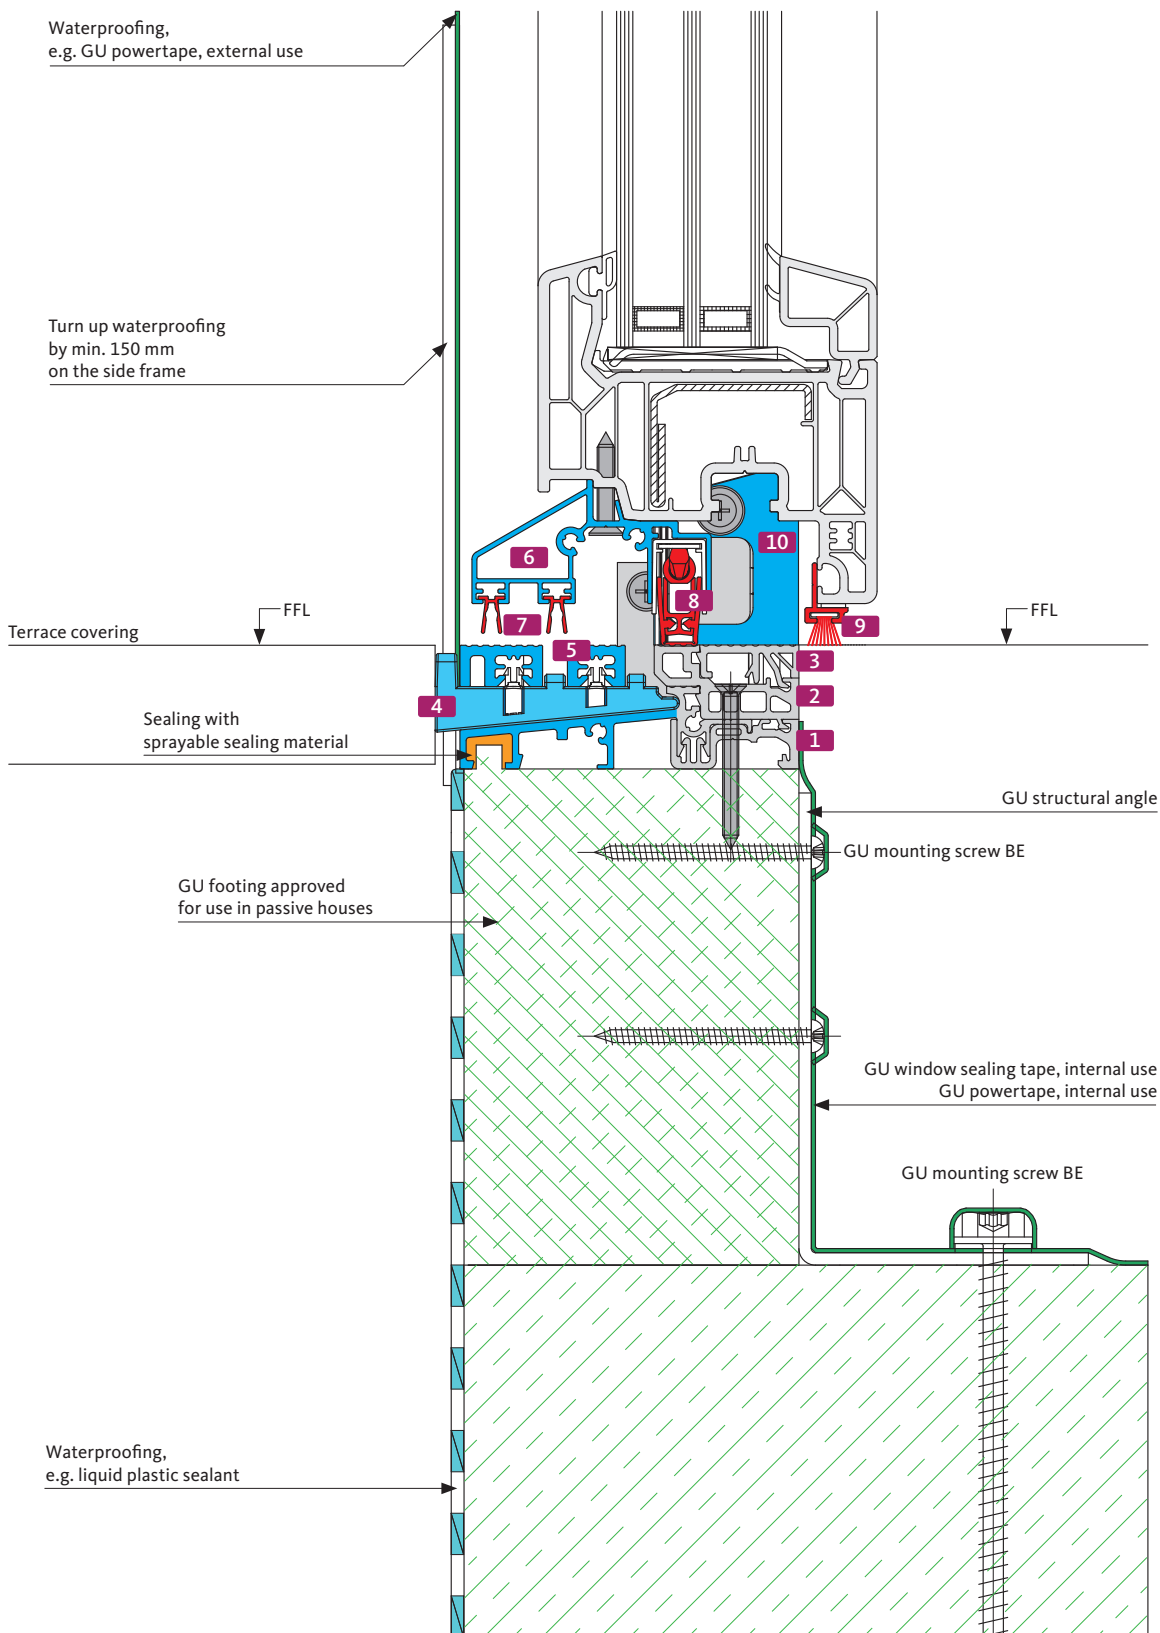 Waterproofing,
e.g. GU powertape, external use
Turn up waterproofing
by min. 150 mm
on the side frame
10
6
8
FFL
FFL
7
9
Terrace covering
5
3
2
4
Sealing with
sprayable sealing material
1
GU structural angle
GU mounting screw BE
GU footing approved
for use in passive houses
GU window sealing tape, internal use
GU powertape, internal use
GU mounting screw BE
Waterproofing,
e.g. liquid plastic sealant